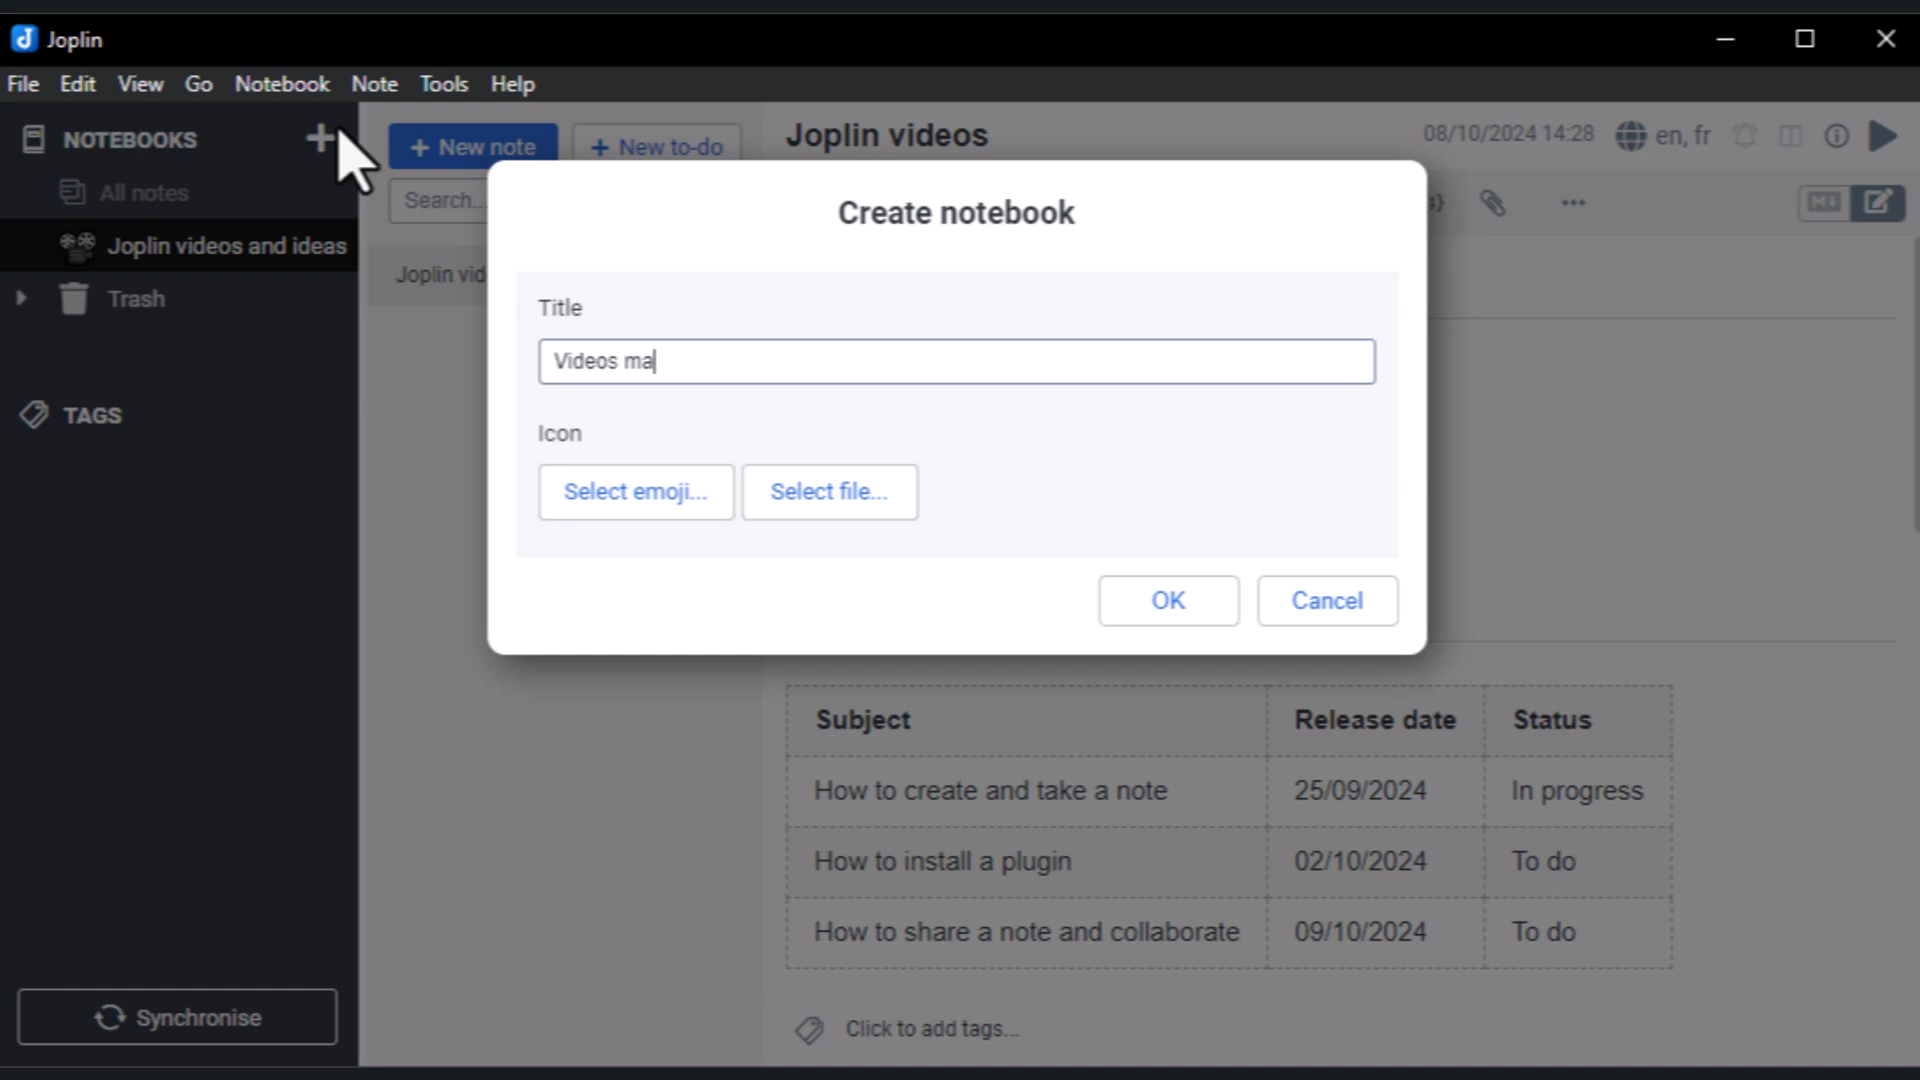 Joplin
File Edit View Go Notebook Note Tools Help
NOTEBOOKS
All notes
Joplin videos and ideas
Trash
TAGS
Synchronise
+ New note
+ New to-do
Search...
Joplin vid
Joplin videos
08/10/2024 14:28 en, fr
Create notebook
Title
Videos ma
Icon
Select emoji...
Select file...
OK
Cancel
Subject Release date Status
How to create and take a note 25/09/2024 In progress
How to install a plugin 02/10/2024 To do
How to share a note and collaborate 09/10/2024 To do
Click to add tags...